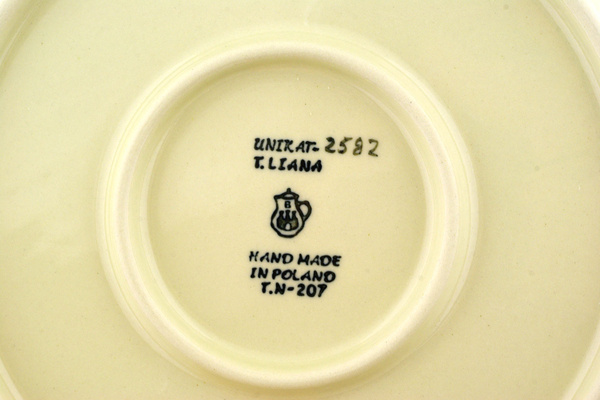 UNIKAT-2582
T.LIANA
B
HAND MADE
IN POLAND
T.N-207